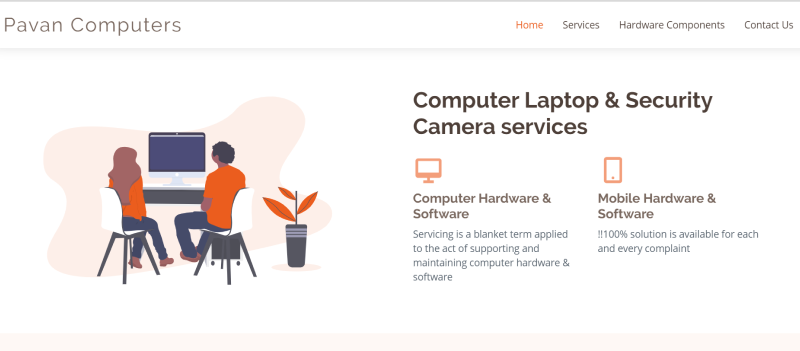 Pavan Computers
Home Services Hardware Components Contact Us
Computer Laptop & Security
Camera services
Computer Hardware &
Software
Servicing is a blanket term applied
to the act of supporting and
maintaining computer hardware &
software
Mobile Hardware &
Software
!!100% solution is available for each
and every complaint